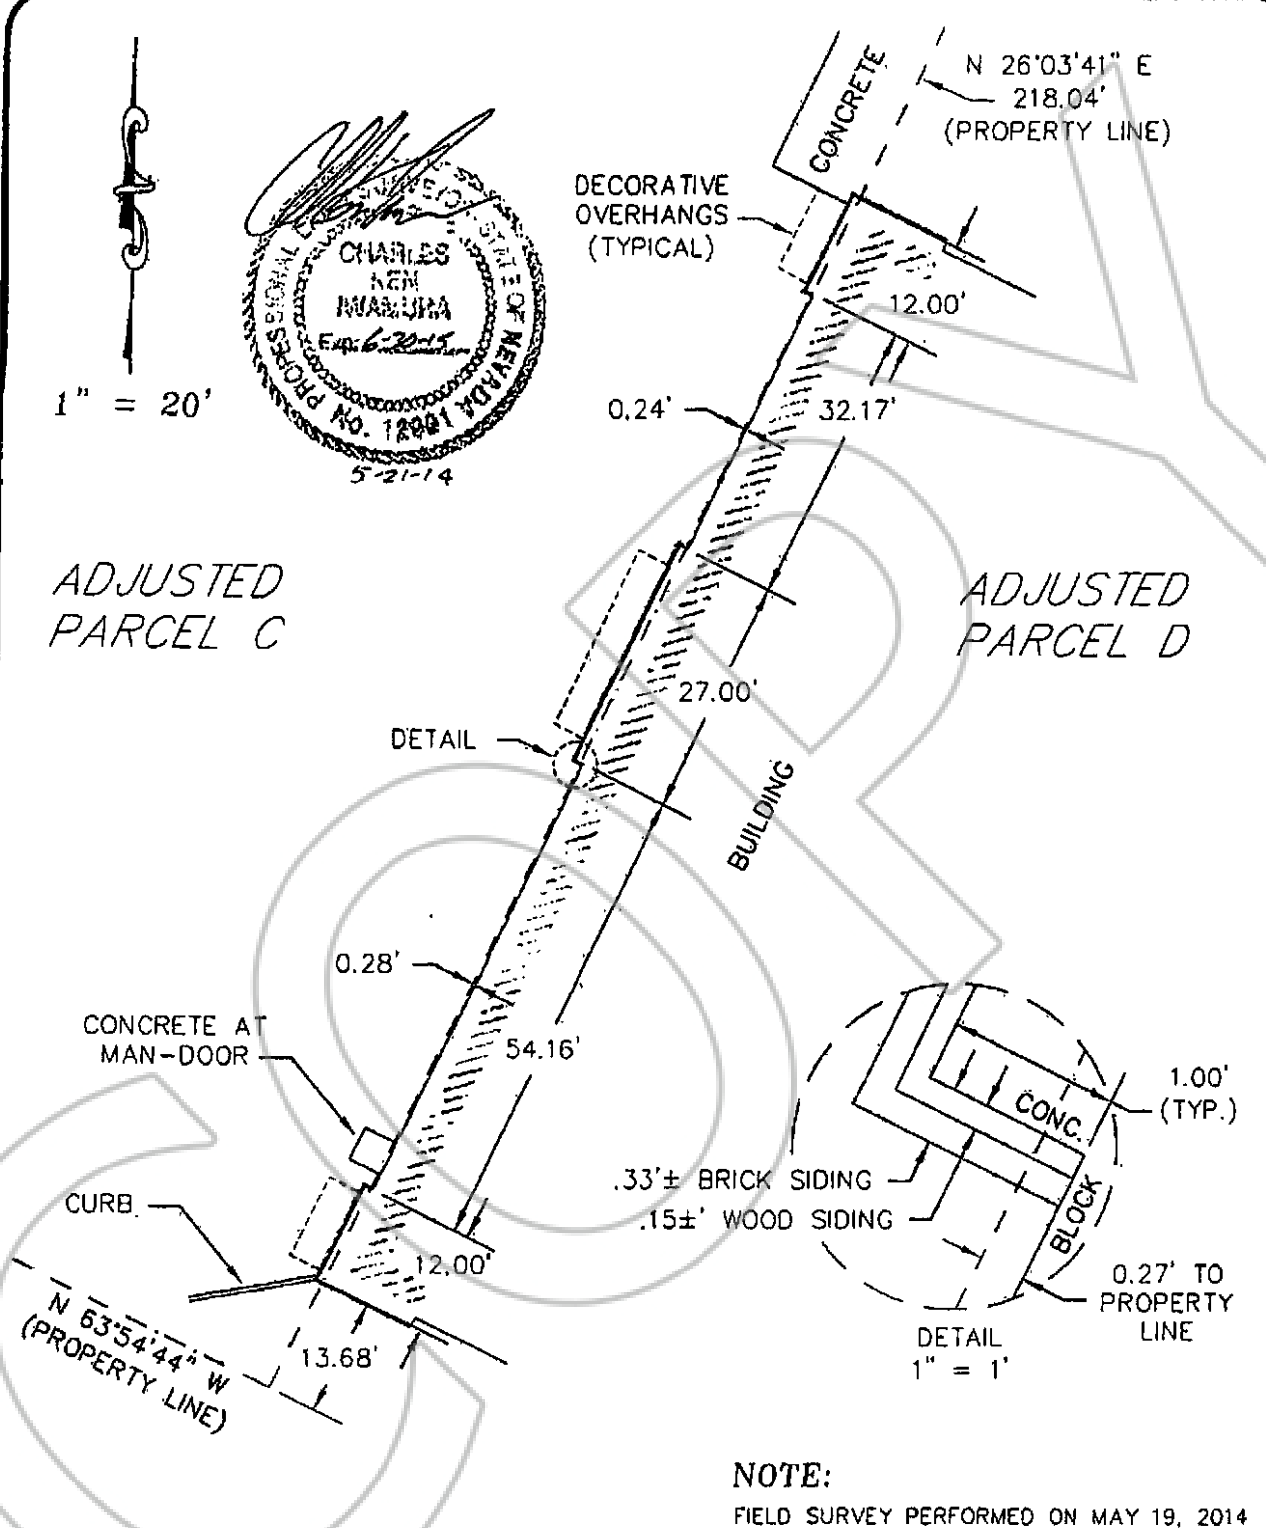 N 26°03'41" E
218.04'
(PROPERTY LINE)
CONCRETE
DECORATIVE
OVERHANGS
(TYPICAL)
1" = 20'
PROFESSIONAL LAND SURVEYOR STATE OF NEVADA
CHARLES
KEN
IWAMURA
Exp: 6-30-15
No. 12001
5-21-14
12.00'
0.24'
32.17'
ADJUSTED
PARCEL C
ADJUSTED
PARCEL D
27.00'
DETAIL
BUILDING
0.28'
CONCRETE AT
MAN-DOOR
54.16'
1.00'
(TYP.)
CONC.
.33'± BRICK SIDING
.15±' WOOD SIDING
BLOCK
CURB
12.00'
0.27' TO
PROPERTY
LINE
N 63°54'44" W
(PROPERTY LINE)
13.68'
DETAIL
1" = 1'
NOTE:
FIELD SURVEY PERFORMED ON MAY 19, 2014
COPY